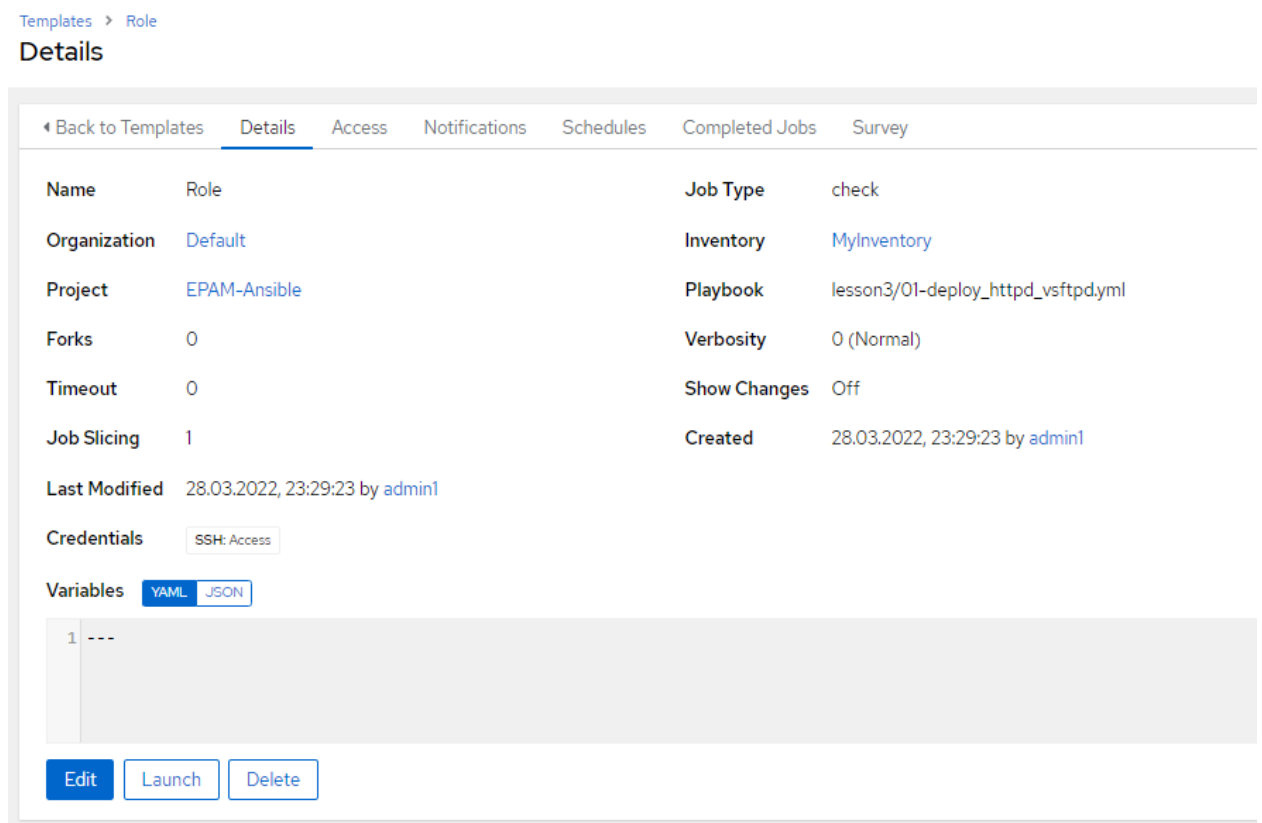 Templates > Role
Details
Back to Templates Details Access Notifications Schedules Completed Jobs Survey
Name Role Job Type check
Organization Default Inventory MyInventory
Project EPAM-Ansible Playbook lesson3/01-deploy_httpd_vsftpd.yml
Forks 0 Verbosity 0 (Normal)
Timeout 0 Show Changes Off
Job Slicing 1 Created 28.03.2022, 23:29:23 by admin1
Last Modified 28.03.2022, 23:29:23 by admin1
Credentials SSH: Access
Variables YAML JSON
1 ---
Edit Launch Delete